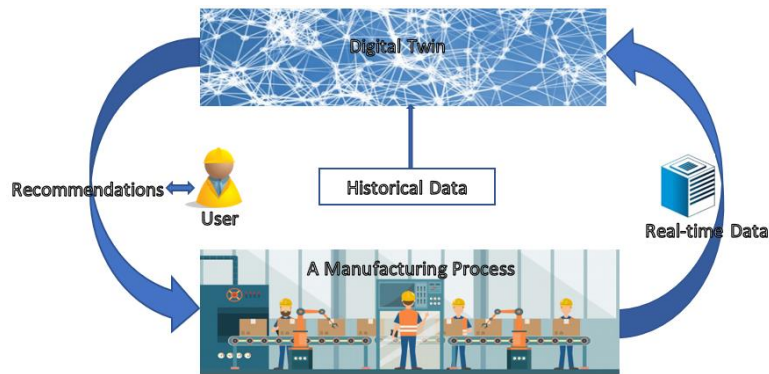 Digital Twin
Recommendations
User
Historical Data
Real-time Data
A Manufacturing Process